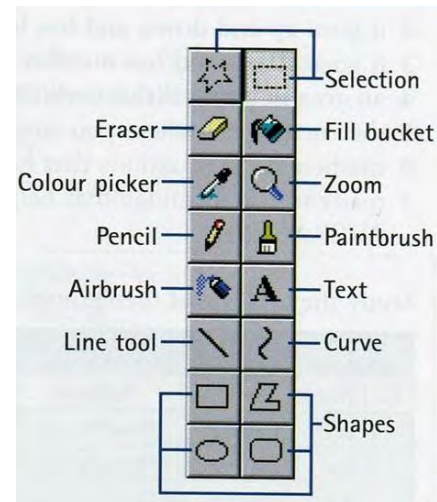 Selection
Eraser
Fill bucket
Colour picker
Zoom
Pencil
Paintbrush
Airbrush
A
Text
Line tool
Curve
Shapes